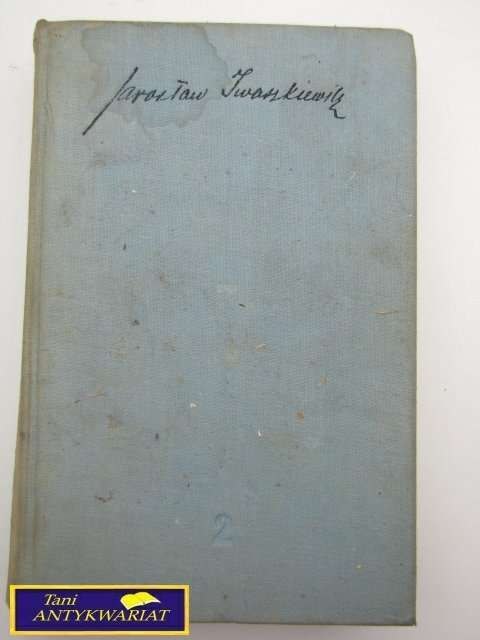 Jarosław Iwaszkiewicz
2
Tani
ANTYKWARIAT